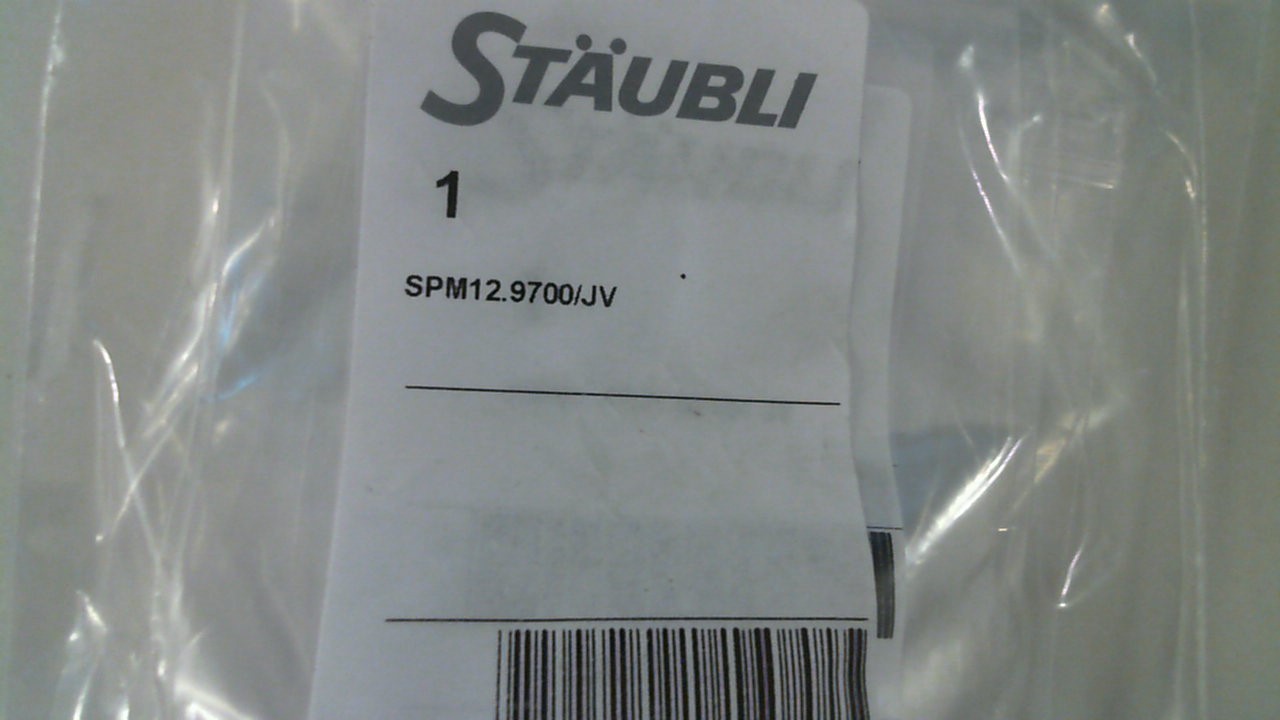 STÄUBLI
1
SPM12.9700/JV